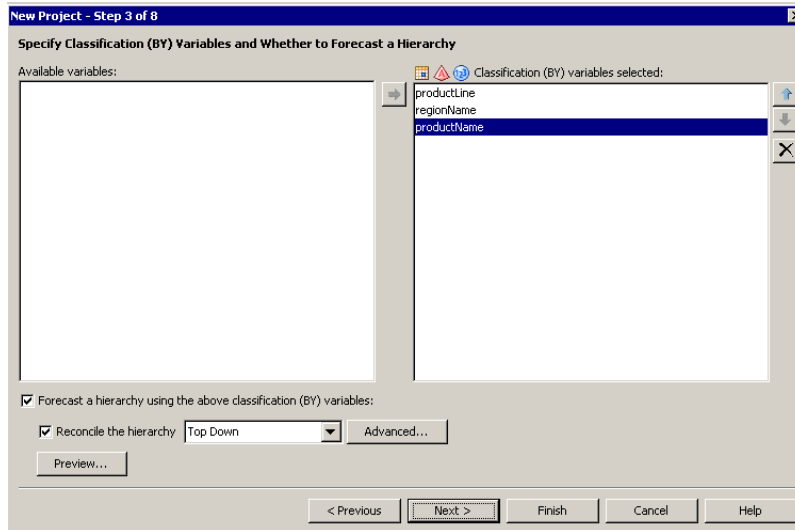 New Project - Step 3 of 8
Specify Classification (BY) Variables and Whether to Forecast a Hierarchy
Available variables:
123 Classification (BY) variables selected:
productLine
regionName
productName
Forecast a hierarchy using the above classification (BY) variables:
Reconcile the hierarchy Top Down Advanced...
Preview...
< Previous Next > Finish Cancel Help